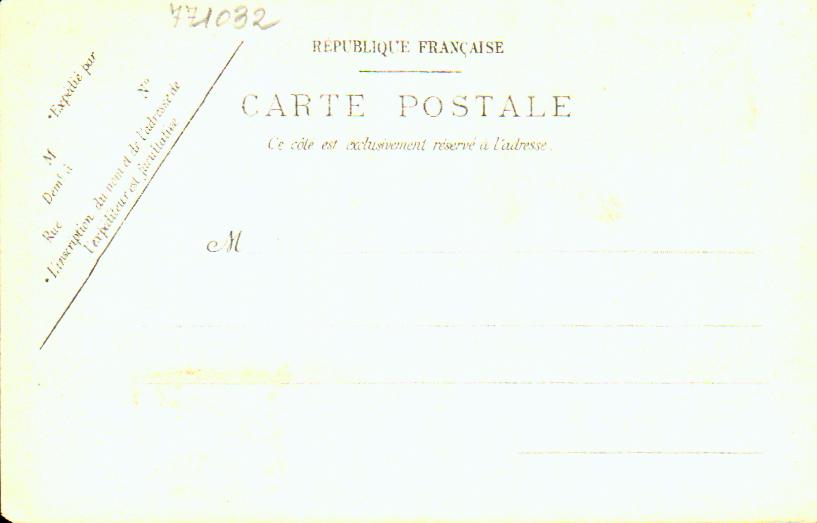 771032
RÉPUBLIQUE FRANÇAISE
CARTE POSTALE
Ce côté est exclusivement réservé à l'adresse.
Expédié par
M
Demt à
Rue
No
L'inscription du nom et de l'adresse de
l'expéditeur est facultative
M